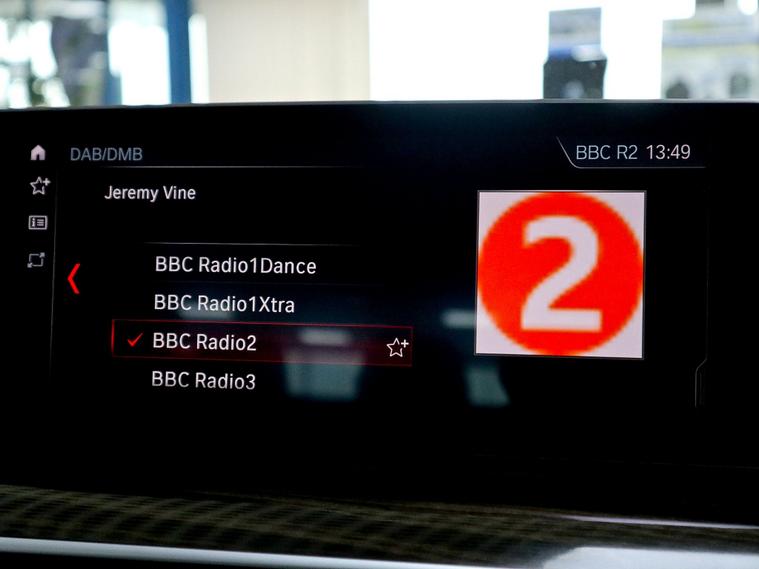 DAB/DMB
BBC R2 13:49
Jeremy Vine
BBC Radio1Dance
BBC Radio1Xtra
BBC Radio2
BBC Radio3
2